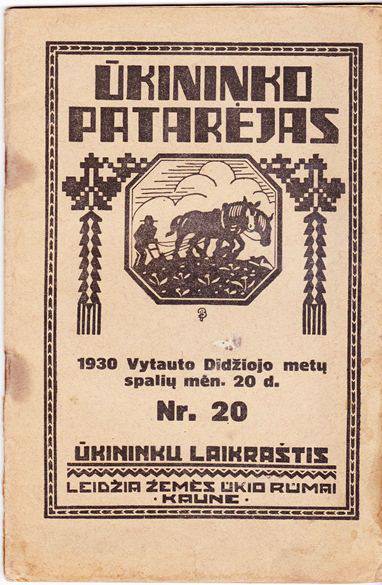 ŪKININKO
PATARĖJAS
1930 Vytauto Didžiojo metų
spalių mėn. 20 d.
Nr. 20
ŪKININKŲ LAIKRAŠTIS
LEIDŽIA ŽEMĖS ŪKIO RŪMAI
· KAUNE ·